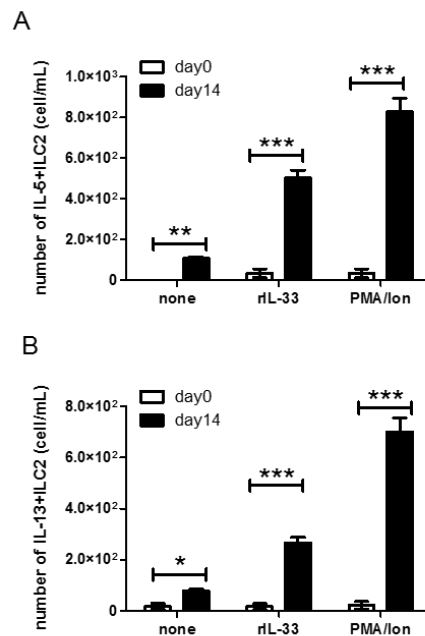 A
number of IL-5+ILC2 (cell/mL)
day0
day14
1.0×10³
8.0×10²
6.0×10²
4.0×10²
2.0×10²
0
**
***
***
none
rIL-33
PMA/Ion
B
number of IL-13+ILC2 (cell/mL)
day0
day14
8.0×10²
6.0×10²
4.0×10²
2.0×10²
0
*
***
***
none
rIL-33
PMA/Ion